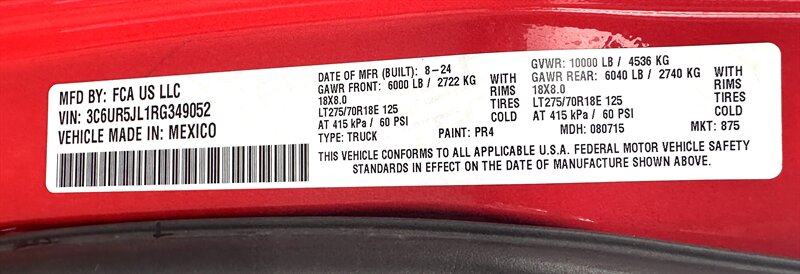 MFD BY: FCA US LLC
VIN: 3C6UR5JL1RG349052
VEHICLE MADE IN: MEXICO
DATE OF MFR (BUILT): 8-24
GAWR FRONT: 6000 LB / 2722 KG WITH
18X8.0 RIMS
LT275/70R18E 125 TIRES
AT 415 kPa / 60 PSI COLD
TYPE: TRUCK PAINT: PR4
GVWR: 10000 LB / 4536 KG
GAWR REAR: 6040 LB / 2740 KG WITH
18X8.0 RIMS
LT275/70R18E 125 TIRES
AT 415 kPa / 60 PSI COLD
MDH: 080715 MKT: 875
THIS VEHICLE CONFORMS TO ALL APPLICABLE U.S.A. FEDERAL MOTOR VEHICLE SAFETY
STANDARDS IN EFFECT ON THE DATE OF MANUFACTURE SHOWN ABOVE.